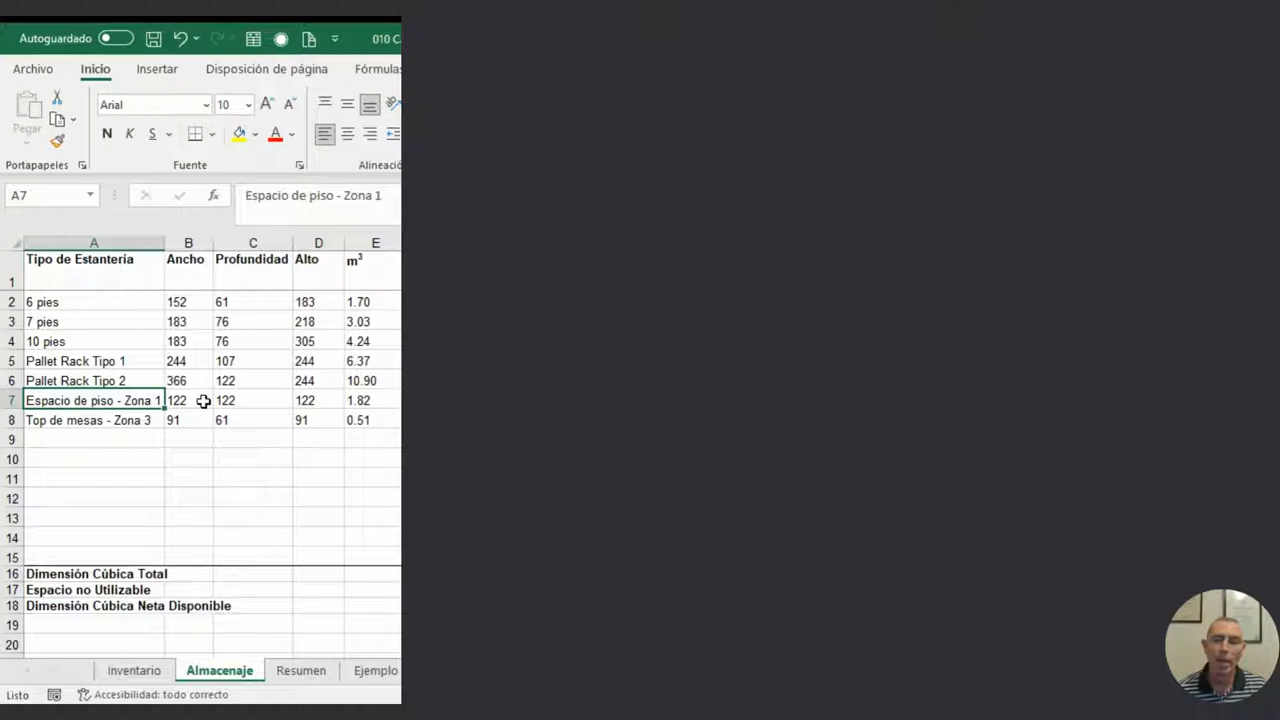 Autoguardado 010 C
Archivo Inicio Insertar Disposición de página Fórmulas
Pegar Arial 10 A A
N K S A
Portapapeles Fuente Alineació
A7 fx Espacio de piso - Zona 1
A B C D E
1 Tipo de Estantería Ancho Profundidad Alto m³
2 6 pies 152 61 183 1.70
3 7 pies 183 76 218 3.03
4 10 pies 183 76 305 4.24
5 Pallet Rack Tipo 1 244 107 244 6.37
6 Pallet Rack Tipo 2 366 122 244 10.90
7 Espacio de piso - Zona 1 122 122 122 1.82
8 Top de mesas - Zona 3 91 61 91 0.51
9
10
11
12
13
14
15
16 Dimensión Cúbica Total
17 Espacio no Utilizable
18 Dimensión Cúbica Neta Disponible
19
20
Inventario Almacenaje Resumen Ejemplo
Listo Accesibilidad: todo correcto